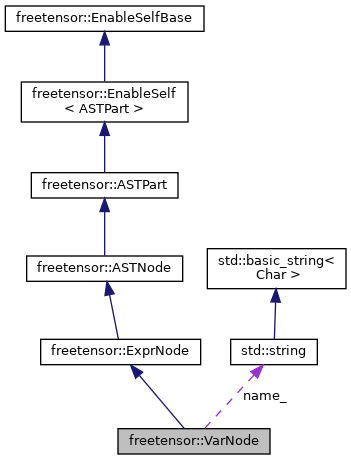 freetensor::EnableSelfBase
freetensor::EnableSelf
< ASTPart >
freetensor::ASTPart
freetensor::ASTNode
std::basic_string<
Char >
freetensor::ExprNode
std::string
name_
freetensor::VarNode